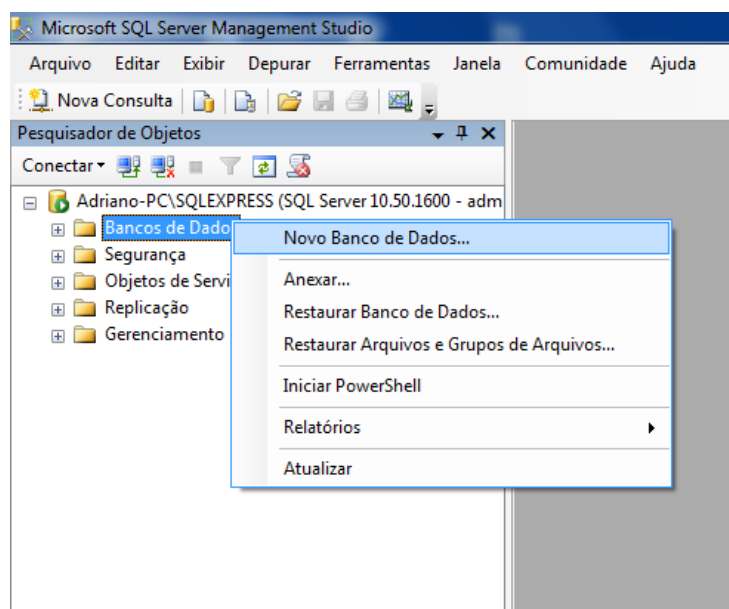 Microsoft SQL Server Management Studio
Arquivo Editar Exibir Depurar Ferramentas Janela Comunidade Ajuda
Nova Consulta
Pesquisador de Objetos
Conectar
Adriano-PC\SQLEXPRESS (SQL Server 10.50.1600 - adm
Bancos de Dado
Segurança
Objetos de Servi
Replicação
Gerenciamento
Novo Banco de Dados...
Anexar...
Restaurar Banco de Dados...
Restaurar Arquivos e Grupos de Arquivos...
Iniciar PowerShell
Relatórios
Atualizar